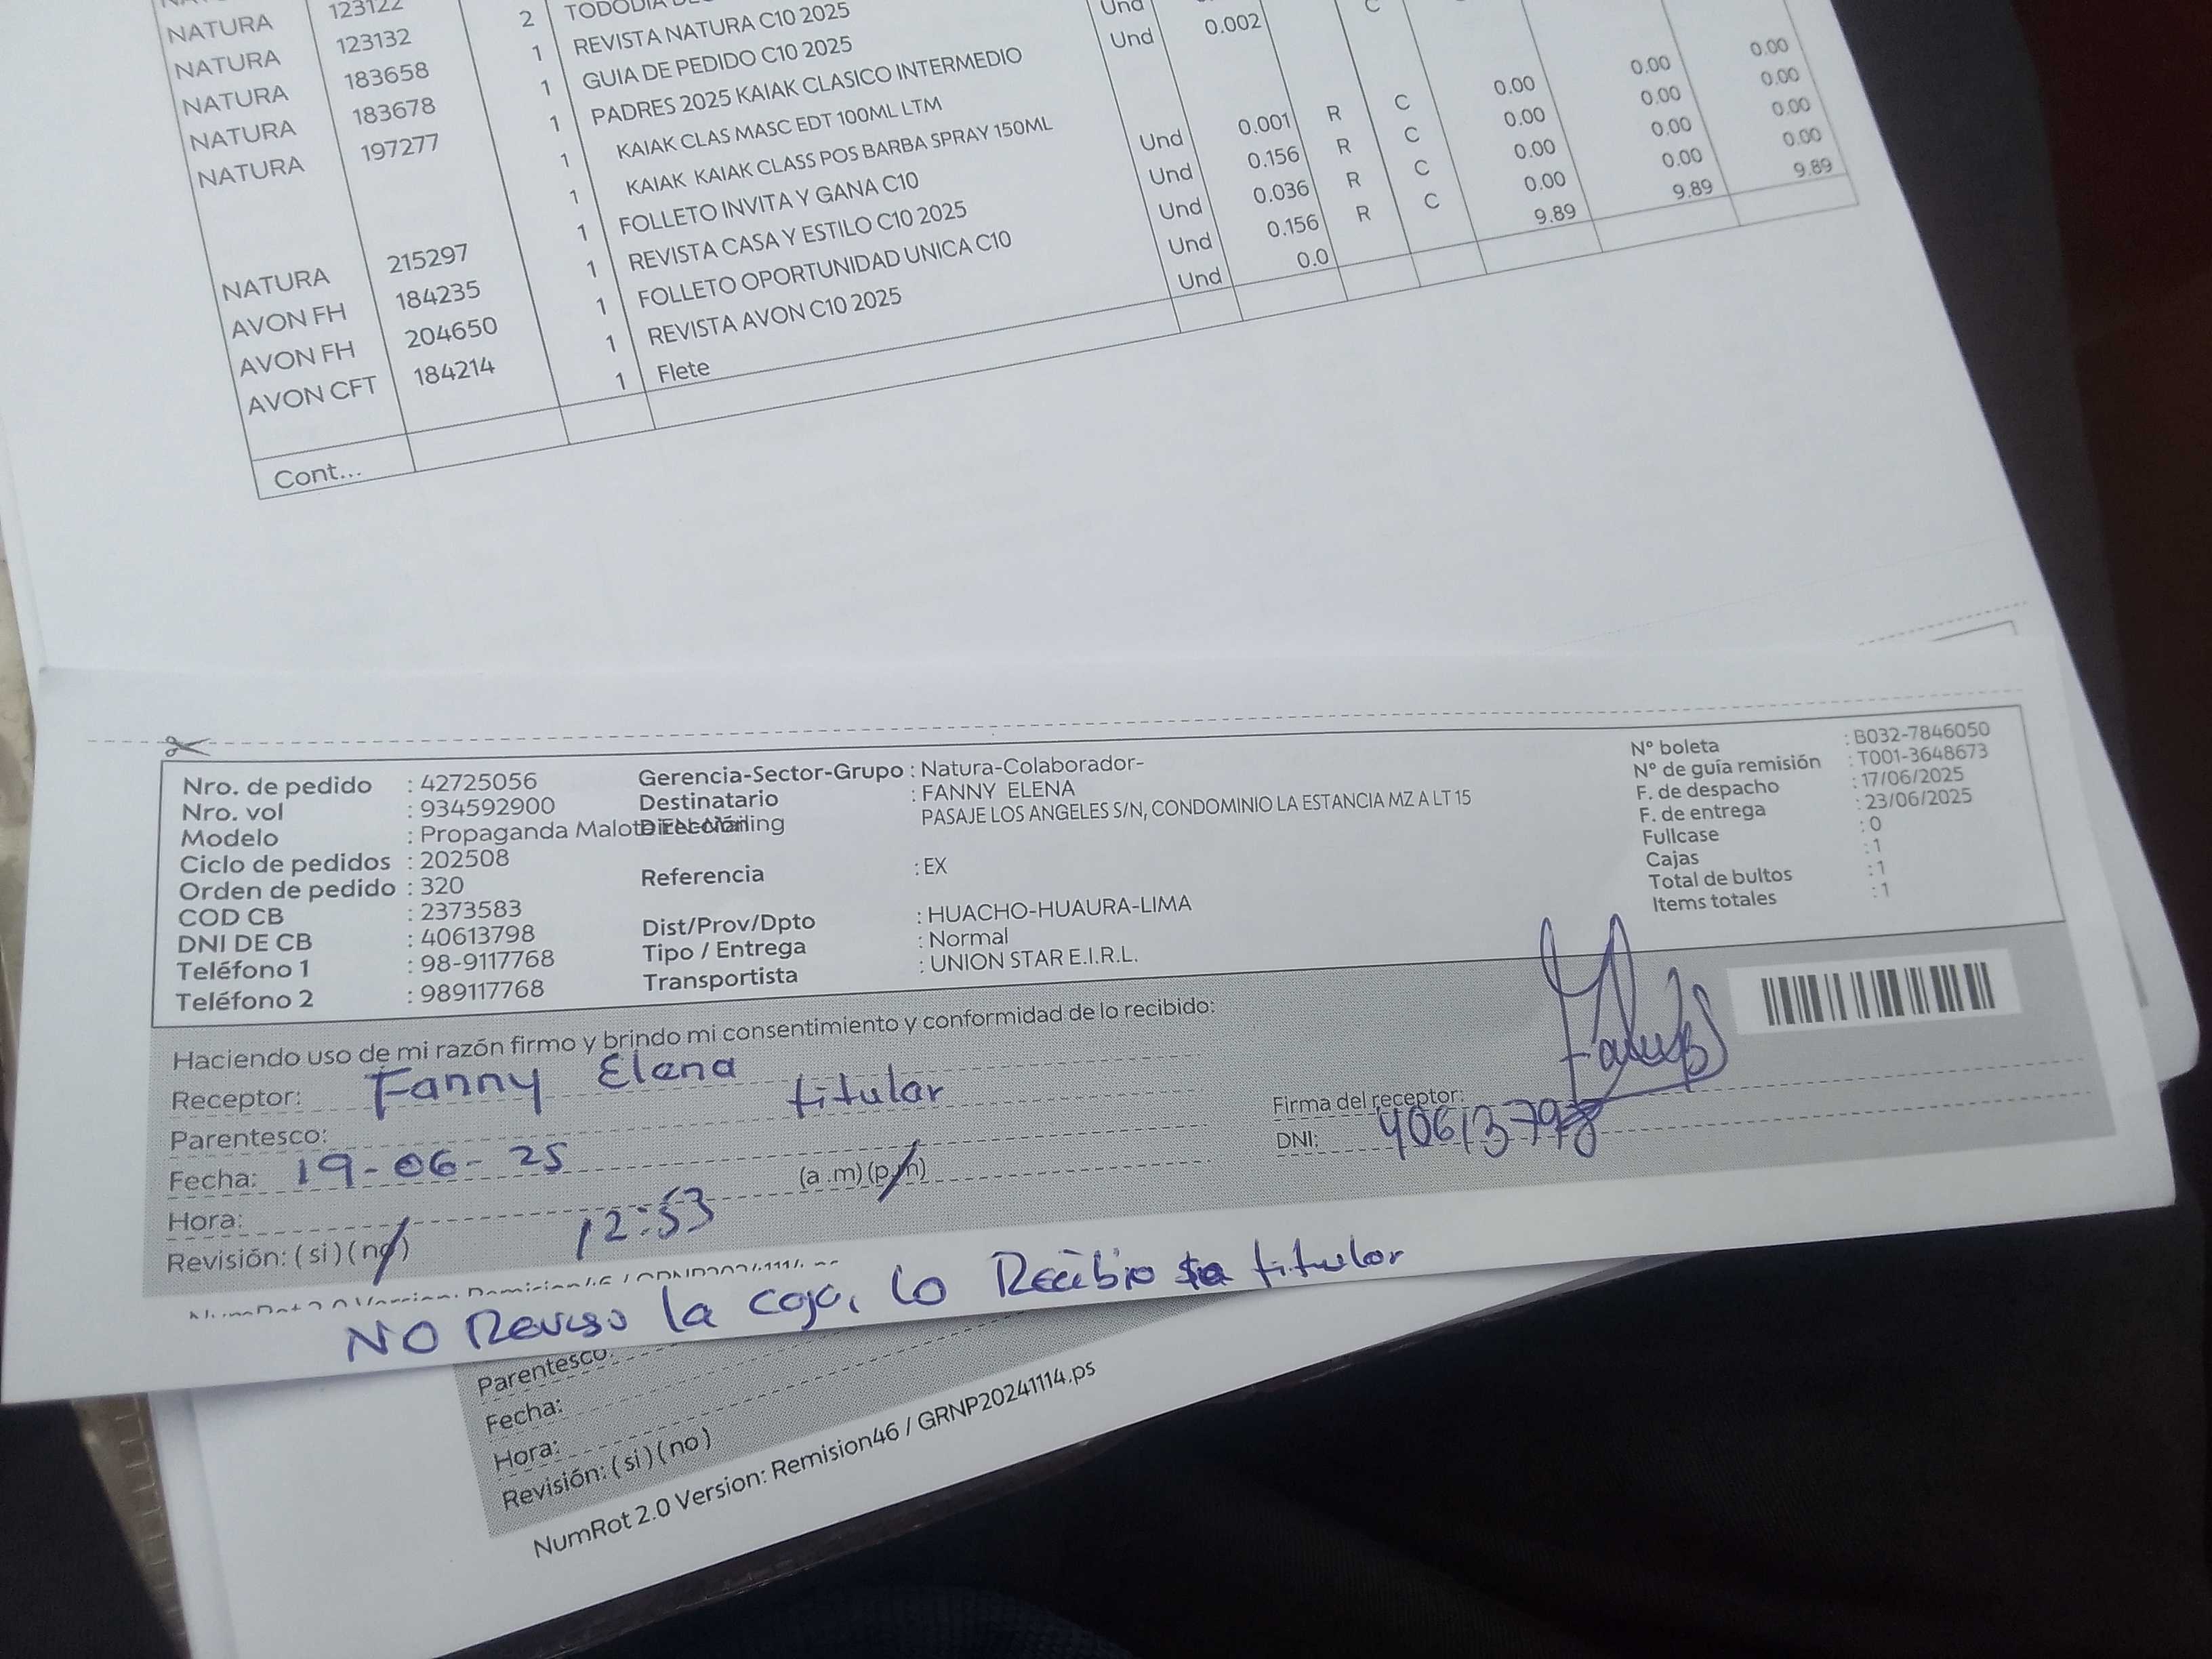 NATURA 123122 2
NATURA 123132 1 REVISTA NATURA C10 2025 Und
NATURA 183658 1 GUIA DE PEDIDO C10 2025 Und 0.002
NATURA 183678 1 PADRES 2025 KAIAK CLASICO INTERMEDIO
NATURA 197277 1 KAIAK CLAS MASC EDT 100ML LTM
1 KAIAK KAIAK CLASS POS BARBA SPRAY 150ML
NATURA 215297 1 FOLLETO INVITA Y GANA C10 Und 0.001 R C 0.00 0.00 0.00
AVON FH 184235 1 REVISTA CASA Y ESTILO C10 2025 Und 0.156 R C 0.00 0.00 0.00
AVON FH 204650 1 FOLLETO OPORTUNIDAD UNICA C10 Und 0.036 R C 0.00 0.00 0.00
AVON CFT 184214 1 REVISTA AVON C10 2025 Und 0.156 R C 0.00 0.00 0.00
1 Flete Und 0.0 9.89 9.89 9.89
Cont...
Nro. de pedido : 42725056 Gerencia-Sector-Grupo : Natura-Colaborador- N° boleta : B032-7846050
Nro. vol : 934592900 Destinatario : FANNY ELENA N° de guía remisión : T001-3648673
Modelo : Propaganda Malote EN-Mailing Dirección PASAJE LOS ANGELES S/N, CONDOMINIO LA ESTANCIA MZ A LT 15 F. de despacho : 17/06/2025
Ciclo de pedidos : 202508 F. de entrega : 23/06/2025
Orden de pedido : 320 Referencia : EX Fullcase : 0
COD CB : 2373583 Cajas : 1
DNI DE CB : 40613798 Dist/Prov/Dpto : HUACHO-HUAURA-LIMA Total de bultos : 1
Teléfono 1 : 98-9117768 Tipo / Entrega : Normal Items totales : 1
Teléfono 2 : 989117768 Transportista : UNION STAR E.I.R.L.
Haciendo uso de mi razón firmo y brindo mi consentimiento y conformidad de lo recibido:
Receptor: Fanny Elena
Parentesco: titular Firma del receptor:
Fecha: 19-06-25 DNI: 40613798
Hora: 12:53 (a .m) (p.m)
Revisión: ( si ) ( no )
NO Reviso la caja, lo Recibio la titular
Parentesco:
Fecha:
Hora:
Revisión: ( si ) ( no )
NumRot 2.0 Version: Remision46 / GRNP20241114.ps